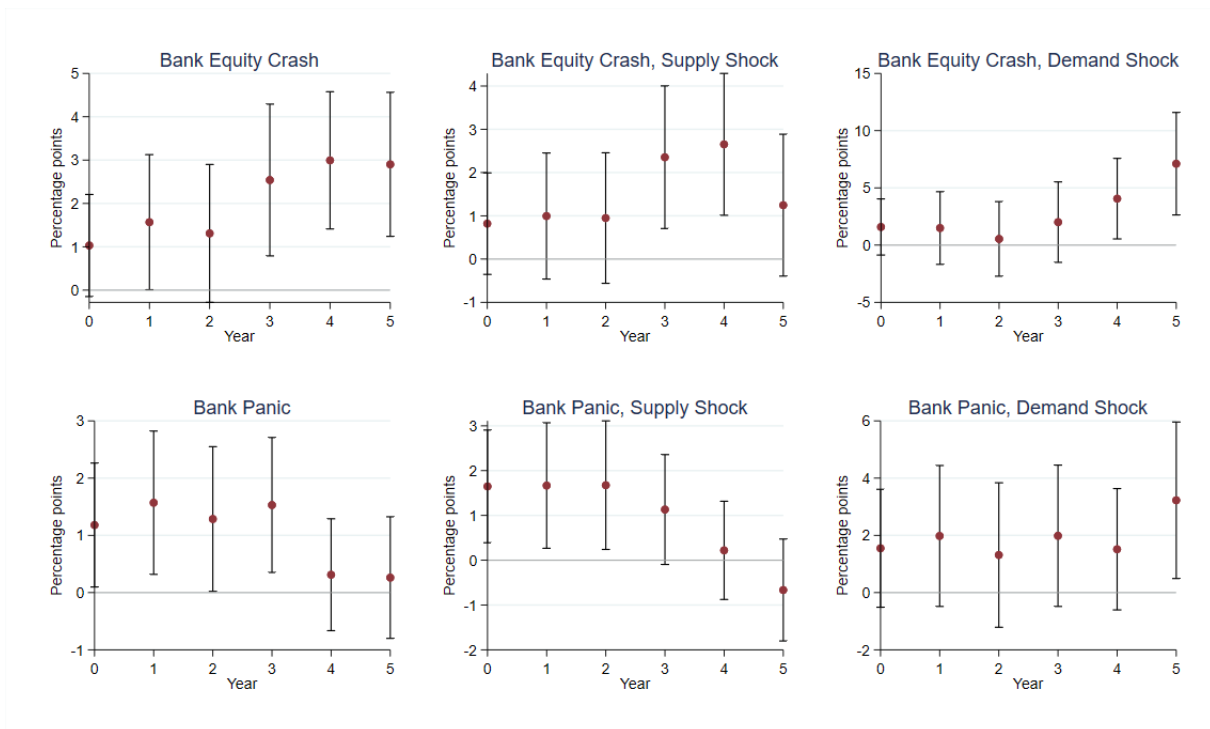 Bank Equity Crash
Percentage points
5
4
3
2
1
0
0 1 2 3 4 5
Year
Bank Equity Crash, Supply Shock
Percentage points
4
3
2
1
0
-1
0 1 2 3 4 5
Year
Bank Equity Crash, Demand Shock
Percentage points
15
10
5
0
-5
0 1 2 3 4 5
Year
Bank Panic
Percentage points
3
2
1
0
-1
0 1 2 3 4 5
Year
Bank Panic, Supply Shock
Percentage points
3
2
1
0
-1
-2
0 1 2 3 4 5
Year
Bank Panic, Demand Shock
Percentage points
6
4
2
0
-2
0 1 2 3 4 5
Year